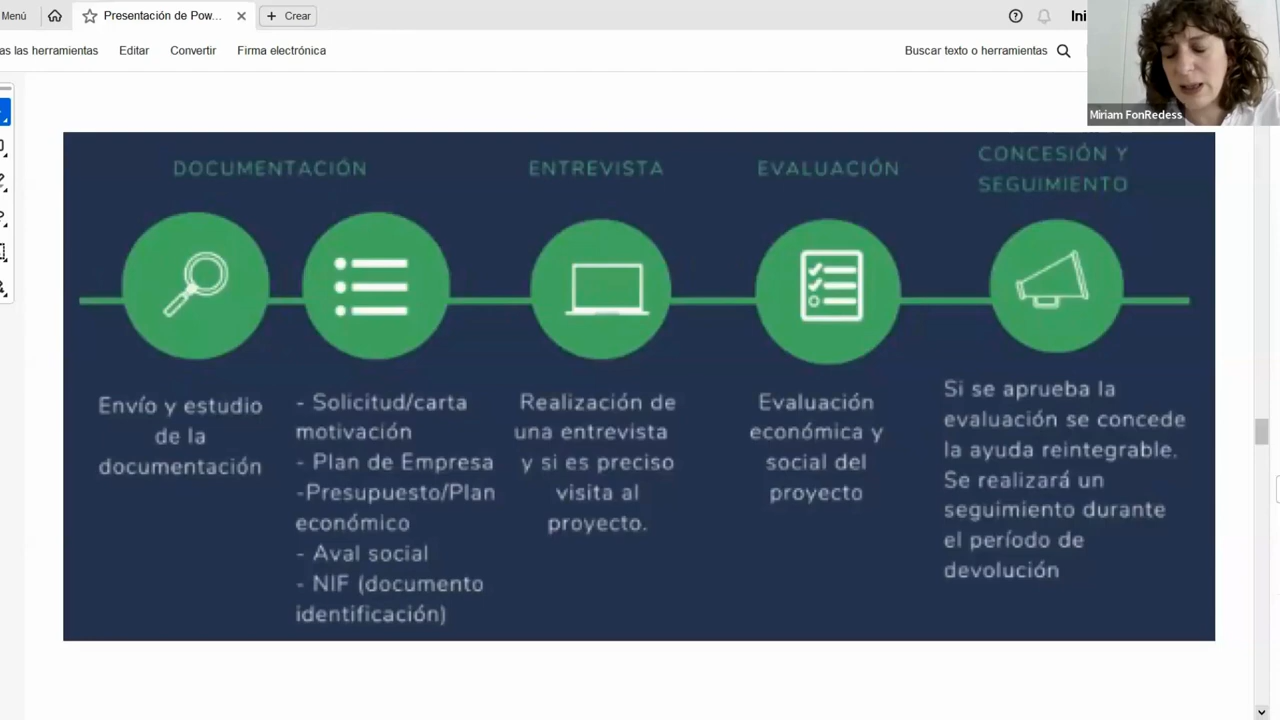 Menú
Presentación de Pow...
Crear
Ini
as las herramientas
Editar
Convertir
Firma electrónica
Buscar texto o herramientas
Miriam FonRedess
DOCUMENTACIÓN
ENTREVISTA
EVALUACIÓN
CONCESIÓN Y
SEGUIMIENTO
Envío y estudio
de la
documentación
- Solicitud/carta
motivación
- Plan de Empresa
-Presupuesto/Plan
económico
- Aval social
- NIF (documento
identificación)
Realización de
una entrevista
y si es preciso
visita al
proyecto.
Evaluación
económica y
social del
proyecto
Si se aprueba la
evaluación se concede
la ayuda reintegrable.
Se realizará un
seguimiento durante
el período de
devolución